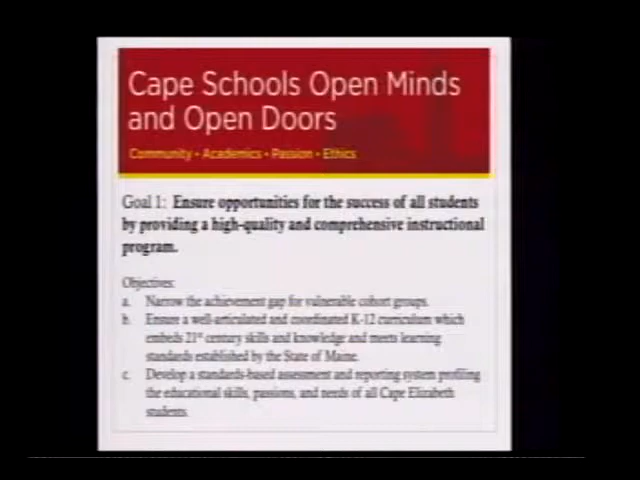 Cape Schools Open Minds
and Open Doors
Community • Academics • Passion • Ethics
Goal 1: Ensure opportunities for the success of all students
by providing a high-quality and comprehensive instructional
program.
Objectives:
a. Narrow the achievement gap for vulnerable cohort groups.
b. Ensure a well-articulated and coordinated K-12 curriculum which
embeds 21st century skills and knowledge and meets learning
standards established by the State of Maine.
c. Develop a standards-based assessment and reporting system profiling
the educational skills, passions, and needs of all Cape Elizabeth
students.